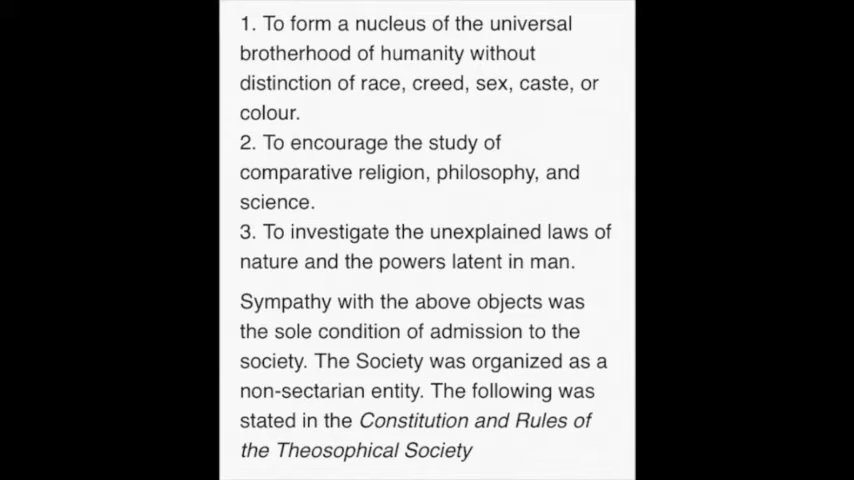 1. To form a nucleus of the universal
brotherhood of humanity without
distinction of race, creed, sex, caste, or
colour.
2. To encourage the study of
comparative religion, philosophy, and
science.
3. To investigate the unexplained laws of
nature and the powers latent in man.
Sympathy with the above objects was
the sole condition of admission to the
society. The Society was organized as a
non-sectarian entity. The following was
stated in the Constitution and Rules of
the Theosophical Society